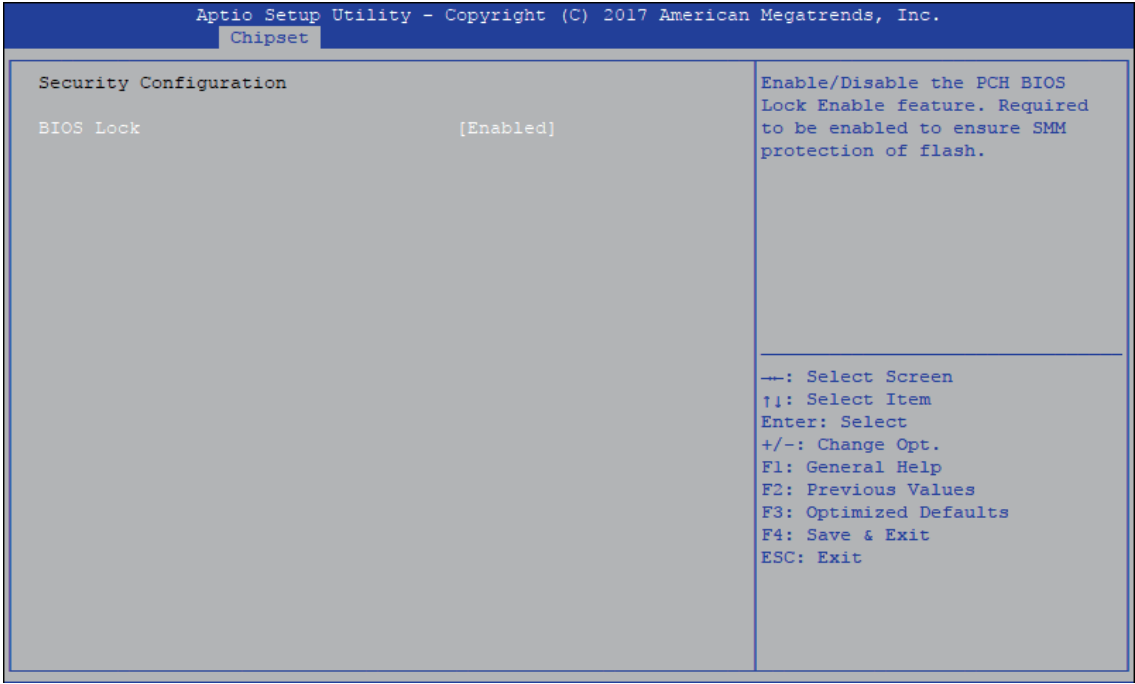 Aptio Setup Utility - Copyright (C) 2017 American Megatrends, Inc.
Chipset
Security Configuration
BIOS Lock [Enabled]
Enable/Disable the PCH BIOS
Lock Enable feature. Required
to be enabled to ensure SMM
protection of flash.
→←: Select Screen
↑↓: Select Item
Enter: Select
+/-: Change Opt.
F1: General Help
F2: Previous Values
F3: Optimized Defaults
F4: Save & Exit
ESC: Exit